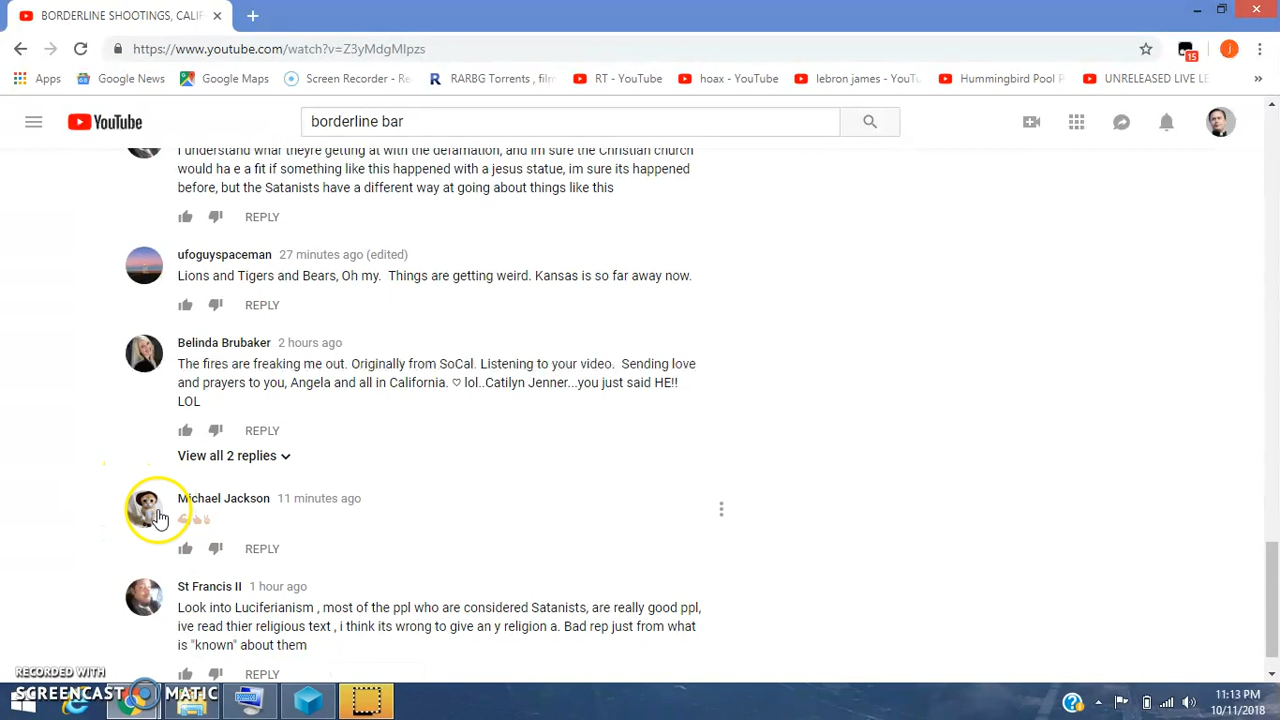 BORDERLINE SHOOTINGS, CALIF
https://www.youtube.com/watch?v=Z3yMdgMIpzs
15
j
Apps Google News Google Maps Screen Recorder - Re RARBG Torrents , film RT - YouTube hoax - YouTube lebron james - YouTu Hummingbird Pool P UNRELEASED LIVE LE »
YouTube
borderline bar
I understand whar theyre getting at with the defamation, and im sure the Christian church
would ha e a fit if something like this happened with a jesus statue, im sure its happened
before, but the Satanists have a different way at going about things like this
REPLY
ufoguyspaceman 27 minutes ago (edited)
Lions and Tigers and Bears, Oh my. Things are getting weird. Kansas is so far away now.
REPLY
Belinda Brubaker 2 hours ago
The fires are freaking me out. Originally from SoCal. Listening to your video. Sending love
and prayers to you, Angela and all in California. ♡ lol..Catilyn Jenner...you just said HE!!
LOL
REPLY
View all 2 replies
Michael Jackson 11 minutes ago
REPLY
St Francis II 1 hour ago
Look into Luciferianism , most of the ppl who are considered Satanists, are really good ppl,
ive read thier religious text , i think its wrong to give an y religion a. Bad rep just from what
is "known" about them
REPLY
RECORDED WITH
SCREENCAST MATIC
11:13 PM
10/11/2018